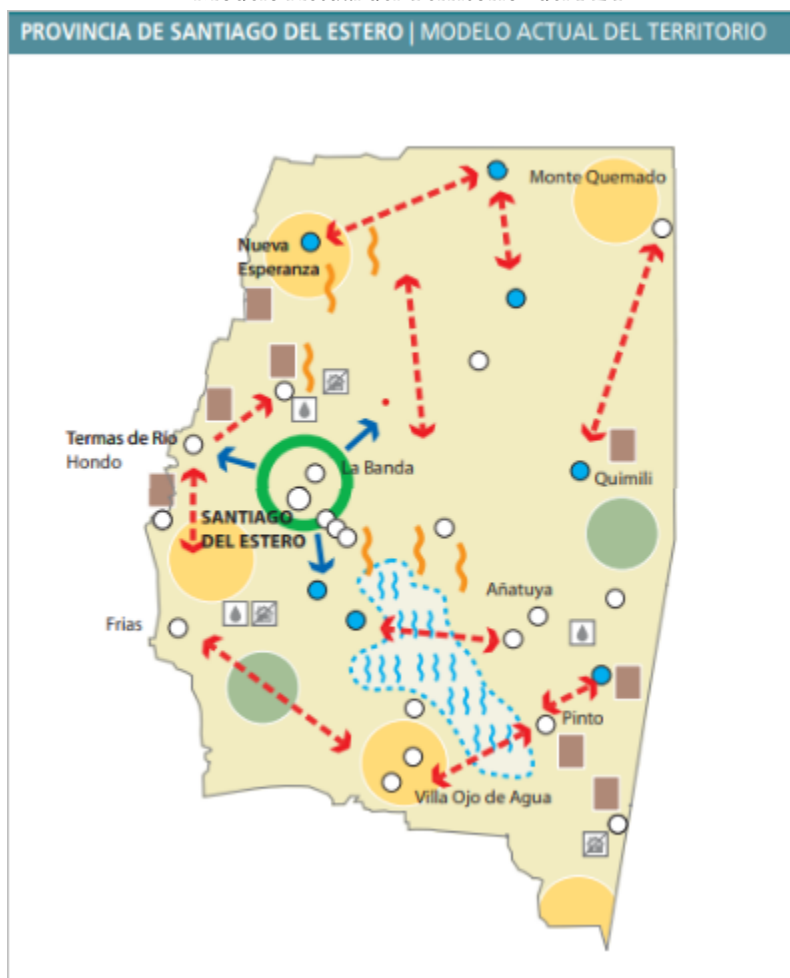 PROVINCIA DE SANTIAGO DEL ESTERO | MODELO ACTUAL DEL TERRITORIO
Monte Quemado
Nueva
Esperanza
Termas de Río
Hondo
La Banda
Quimili
SANTIAGO
DEL ESTERO
Añatuya
Frias
Pinto
Villa Ojo de Agua